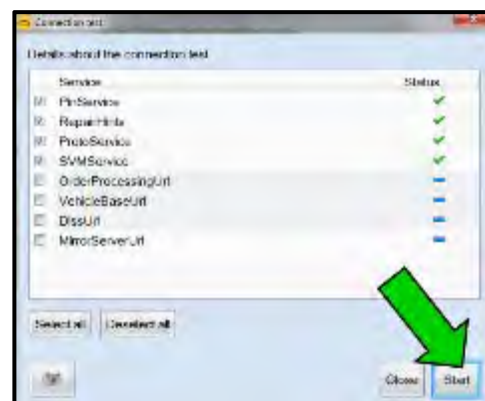 Connection test
Details about the connection test
Service Status
PinService
RepairHints
ProtoService
SVMService
OrderProcessingUrl
VehicleBaseUrl
DissUrl
MirrorServerUrl
Select all Deselect all
Close Start